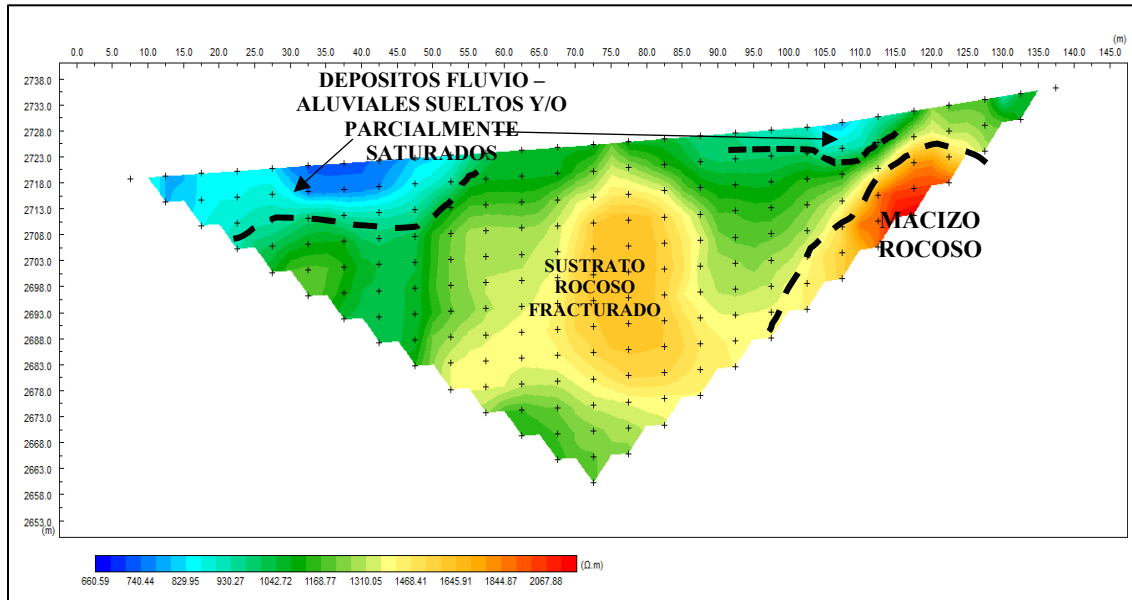 (m)
0.0 5.0 10.0 15.0 20.0 25.0 30.0 35.0 40.0 45.0 50.0 55.0 60.0 65.0 70.0 75.0 80.0 85.0 90.0 95.0 100.0 105.0 110.0 115.0 120.0 125.0 130.0 135.0 140.0 145.0
2738.0
2733.0
2728.0
2723.0
2718.0
2713.0
2708.0
2703.0
2698.0
2693.0
2688.0
2683.0
2678.0
2673.0
2668.0
2663.0
2658.0
2653.0
(m)
DEPOSITOS FLUVIO –
ALUVIALES SUELTOS Y/O
PARCIALMENTE
SATURADOS
MACIZO
ROCOSO
SUSTRATO
ROCOSO
FRACTURADO
(Ω.m)
660.59 740.44 829.95 930.27 1042.72 1168.77 1310.05 1468.41 1645.91 1844.87 2067.88